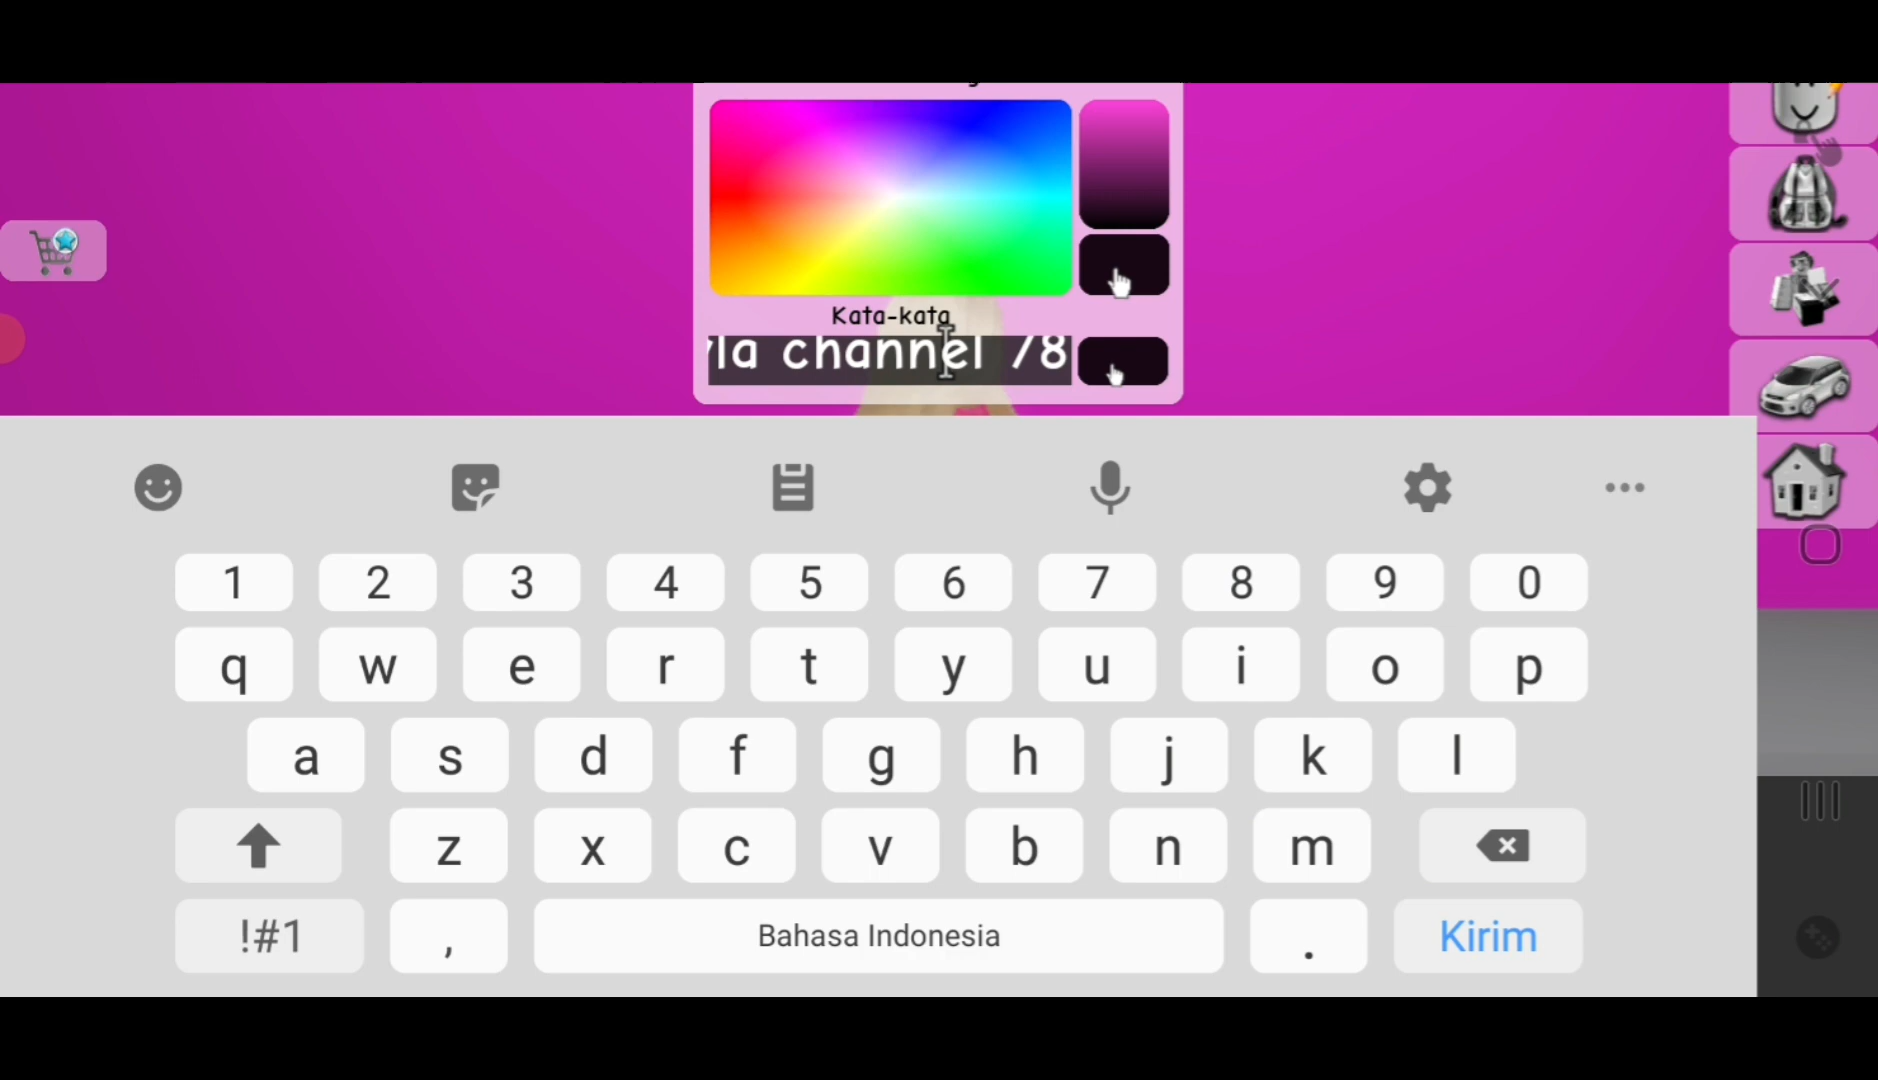 Kata-kata
la channel 78
1 2 3 4 5 6 7 8 9 0
q w e r t y u i o p
a s d f g h j k l
z x c v b n m
!#1 , Bahasa Indonesia . Kirim